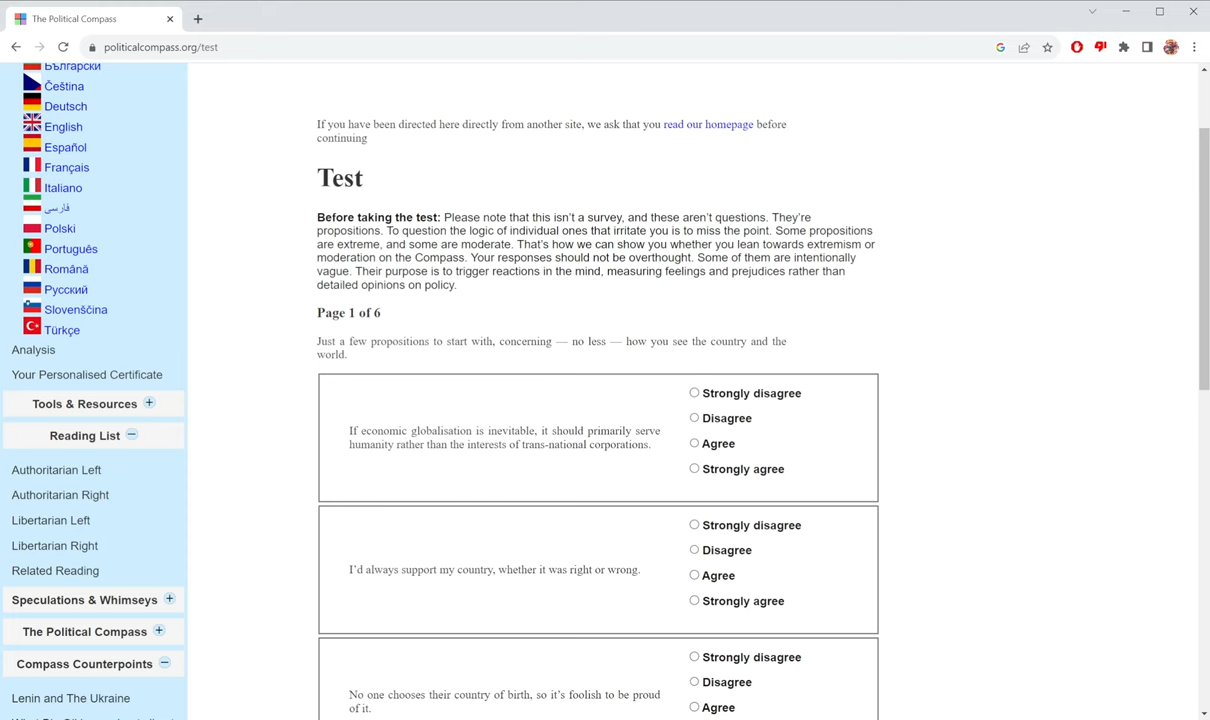 The Political Compass
politicalcompass.org/test
Български
Čeština
Deutsch
English
Español
Français
Italiano
فارسی
Polski
Português
Română
Русский
Slovenščina
Türkçe
Analysis
Your Personalised Certificate
Tools & Resources
Reading List
Authoritarian Left
Authoritarian Right
Libertarian Left
Libertarian Right
Related Reading
Speculations & Whimseys
The Political Compass
Compass Counterpoints
Lenin and The Ukraine
If you have been directed here directly from another site, we ask that you read our homepage before
continuing
Test
Before taking the test: Please note that this isn't a survey, and these aren't questions. They're
propositions. To question the logic of individual ones that irritate you is to miss the point. Some propositions
are extreme, and some are moderate. That's how we can show you whether you lean towards extremism or
moderation on the Compass. Your responses should not be overthought. Some of them are intentionally
vague. Their purpose is to trigger reactions in the mind, measuring feelings and prejudices rather than
detailed opinions on policy.
Page 1 of 6
Just a few propositions to start with, concerning — no less — how you see the country and the
world.
If economic globalisation is inevitable, it should primarily serve
humanity rather than the interests of trans-national corporations.
Strongly disagree
Disagree
Agree
Strongly agree
I'd always support my country, whether it was right or wrong.
Strongly disagree
Disagree
Agree
Strongly agree
No one chooses their country of birth, so it's foolish to be proud
of it.
Strongly disagree
Disagree
Agree